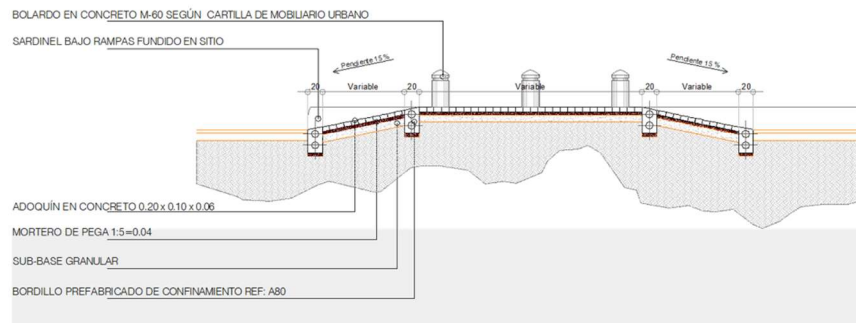 BOLARDO EN CONCRETO M-60 SEGÚN CARTILLA DE MOBILIARIO URBANO
SARDINEL BAJO RAMPAS FUNDIDO EN SITIO
Pendiente 15%
Pendiente 15%
20 Variable 20 Variable 20 Variable 20
ADOQUÍN EN CONCRETO 0.20 x 0.10 x 0.06
MORTERO DE PEGA 1:5=0.04
SUB-BASE GRANULAR
BORDILLO PREFABRICADO DE CONFINAMIENTO REF: A80